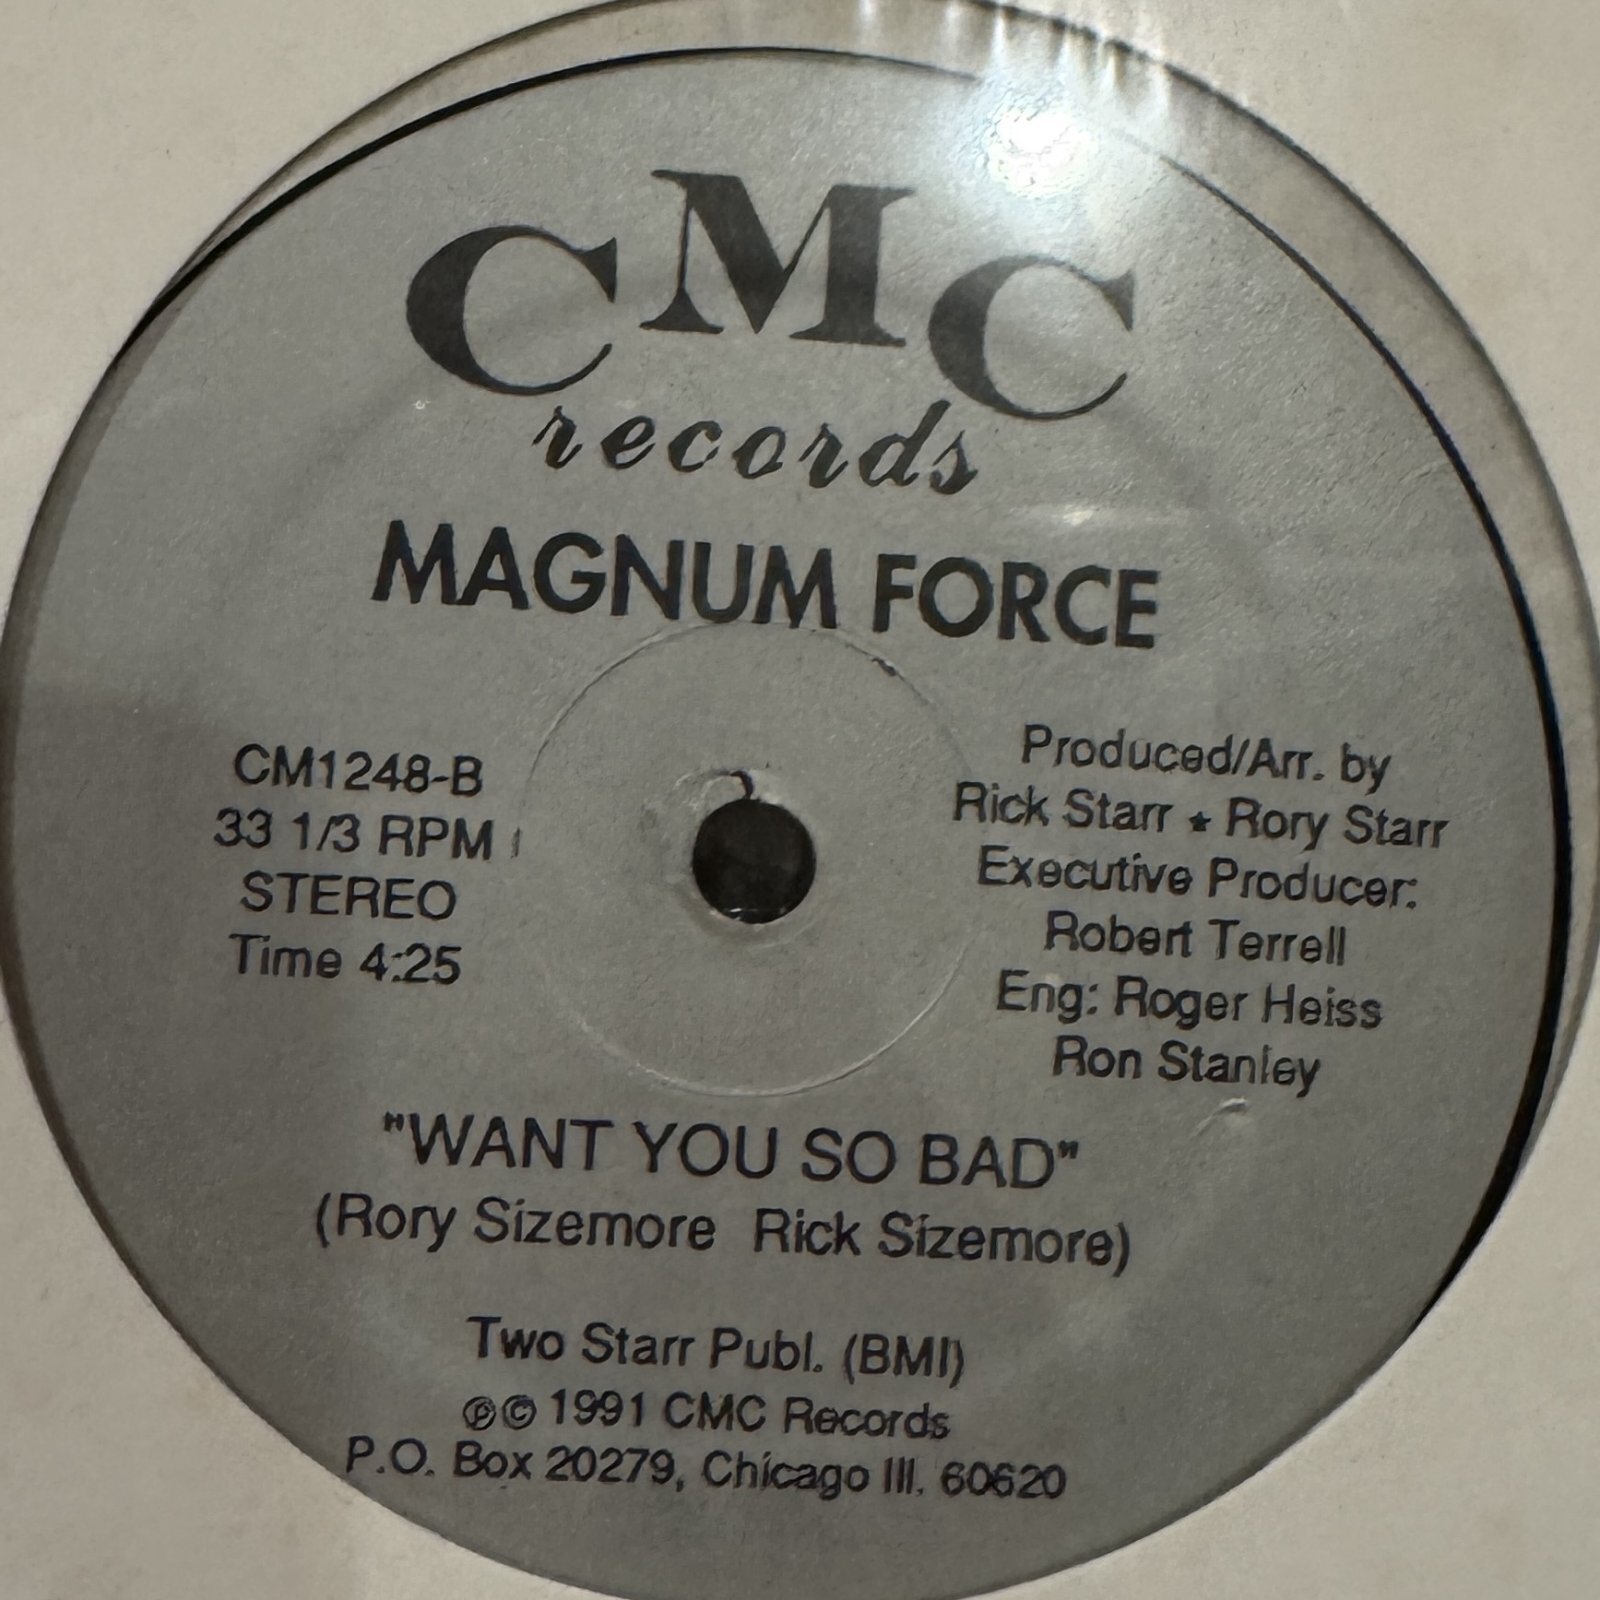 CMC
records
MAGNUM FORCE
CM1248-B
33 1/3 RPM
STEREO
Time 4:25
Produced/Arr. by
Rick Starr ★ Rory Starr
Executive Producer:
Robert Terrell
Eng: Roger Heiss
Ron Stanley
"WANT YOU SO BAD"
(Rory Sizemore Rick Sizemore)
Two Starr Publ. (BMI)
℗© 1991 CMC Records
P.O. Box 20279, Chicago Ill. 60620